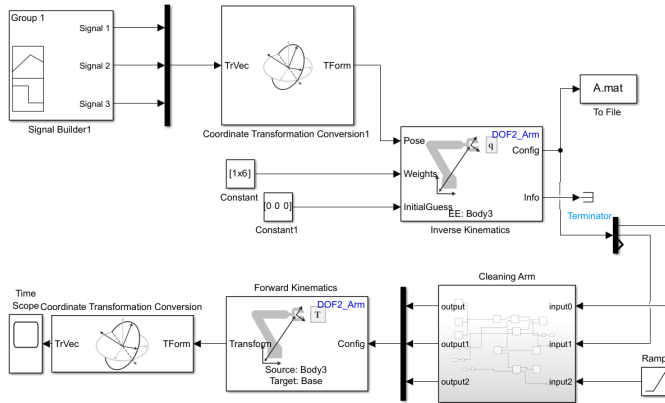 Group 1
Signal 1
Signal 2
Signal 3
Signal Builder1
TrVec
TForm
Coordinate Transformation Conversion1
A.mat
To File
DOF2_Arm
Pose
q
Config
Weights
[1x6]
Constant
InitialGuess
[0 0 0]
Constant1
Info
EE: Body3
Inverse Kinematics
Terminator
Time
Scope
Coordinate Transformation Conversion
TrVec
TForm
Forward Kinematics
DOF2_Arm
T
Transform
Config
Source: Body3
Target: Base
Cleaning Arm
output
input0
output1
input1
output2
input2
Ramp